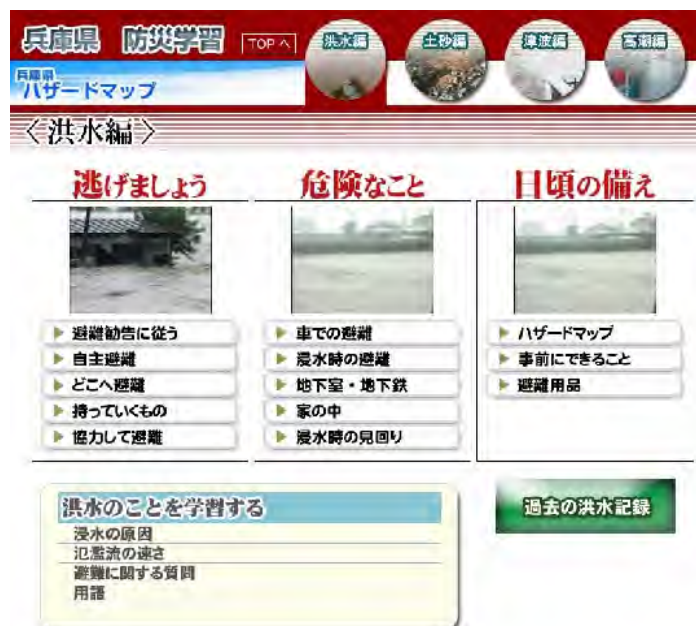 兵庫県 防災学習 TOPへ 洪水編 土砂編 津波編 高潮編
兵庫県
ハザードマップ
〈洪水編〉
逃げましょう
避難勧告に従う
自主避難
どこへ避難
持っていくもの
協力して避難
危険なこと
車での避難
浸水時の避難
地下室・地下鉄
家の中
浸水時の見回り
日頃の備え
ハザードマップ
事前にできること
避難用品
洪水のことを学習する
浸水の原因
氾濫流の速さ
避難に関する質問
用語
過去の洪水記録